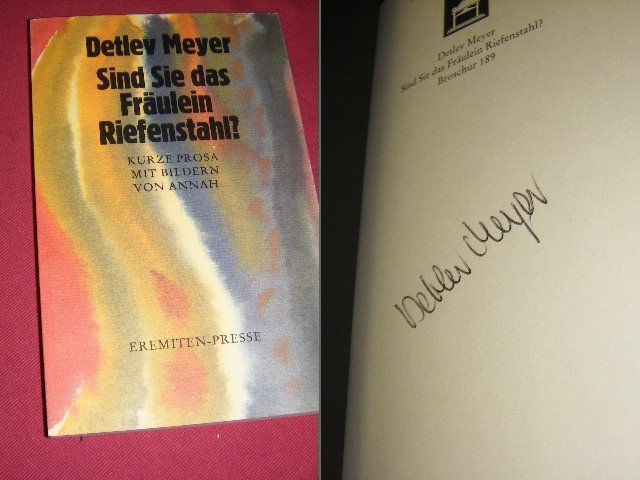 Detlev Meyer
Sind Sie das
Fräulein
Riefenstahl?
KURZE PROSA
MIT BILDERN
VON ANNAH
EREMITEN-PRESSE
Detlev Meyer
Sind Sie das Fräulein Riefenstahl?
Broschur 189
Detlev Meyer